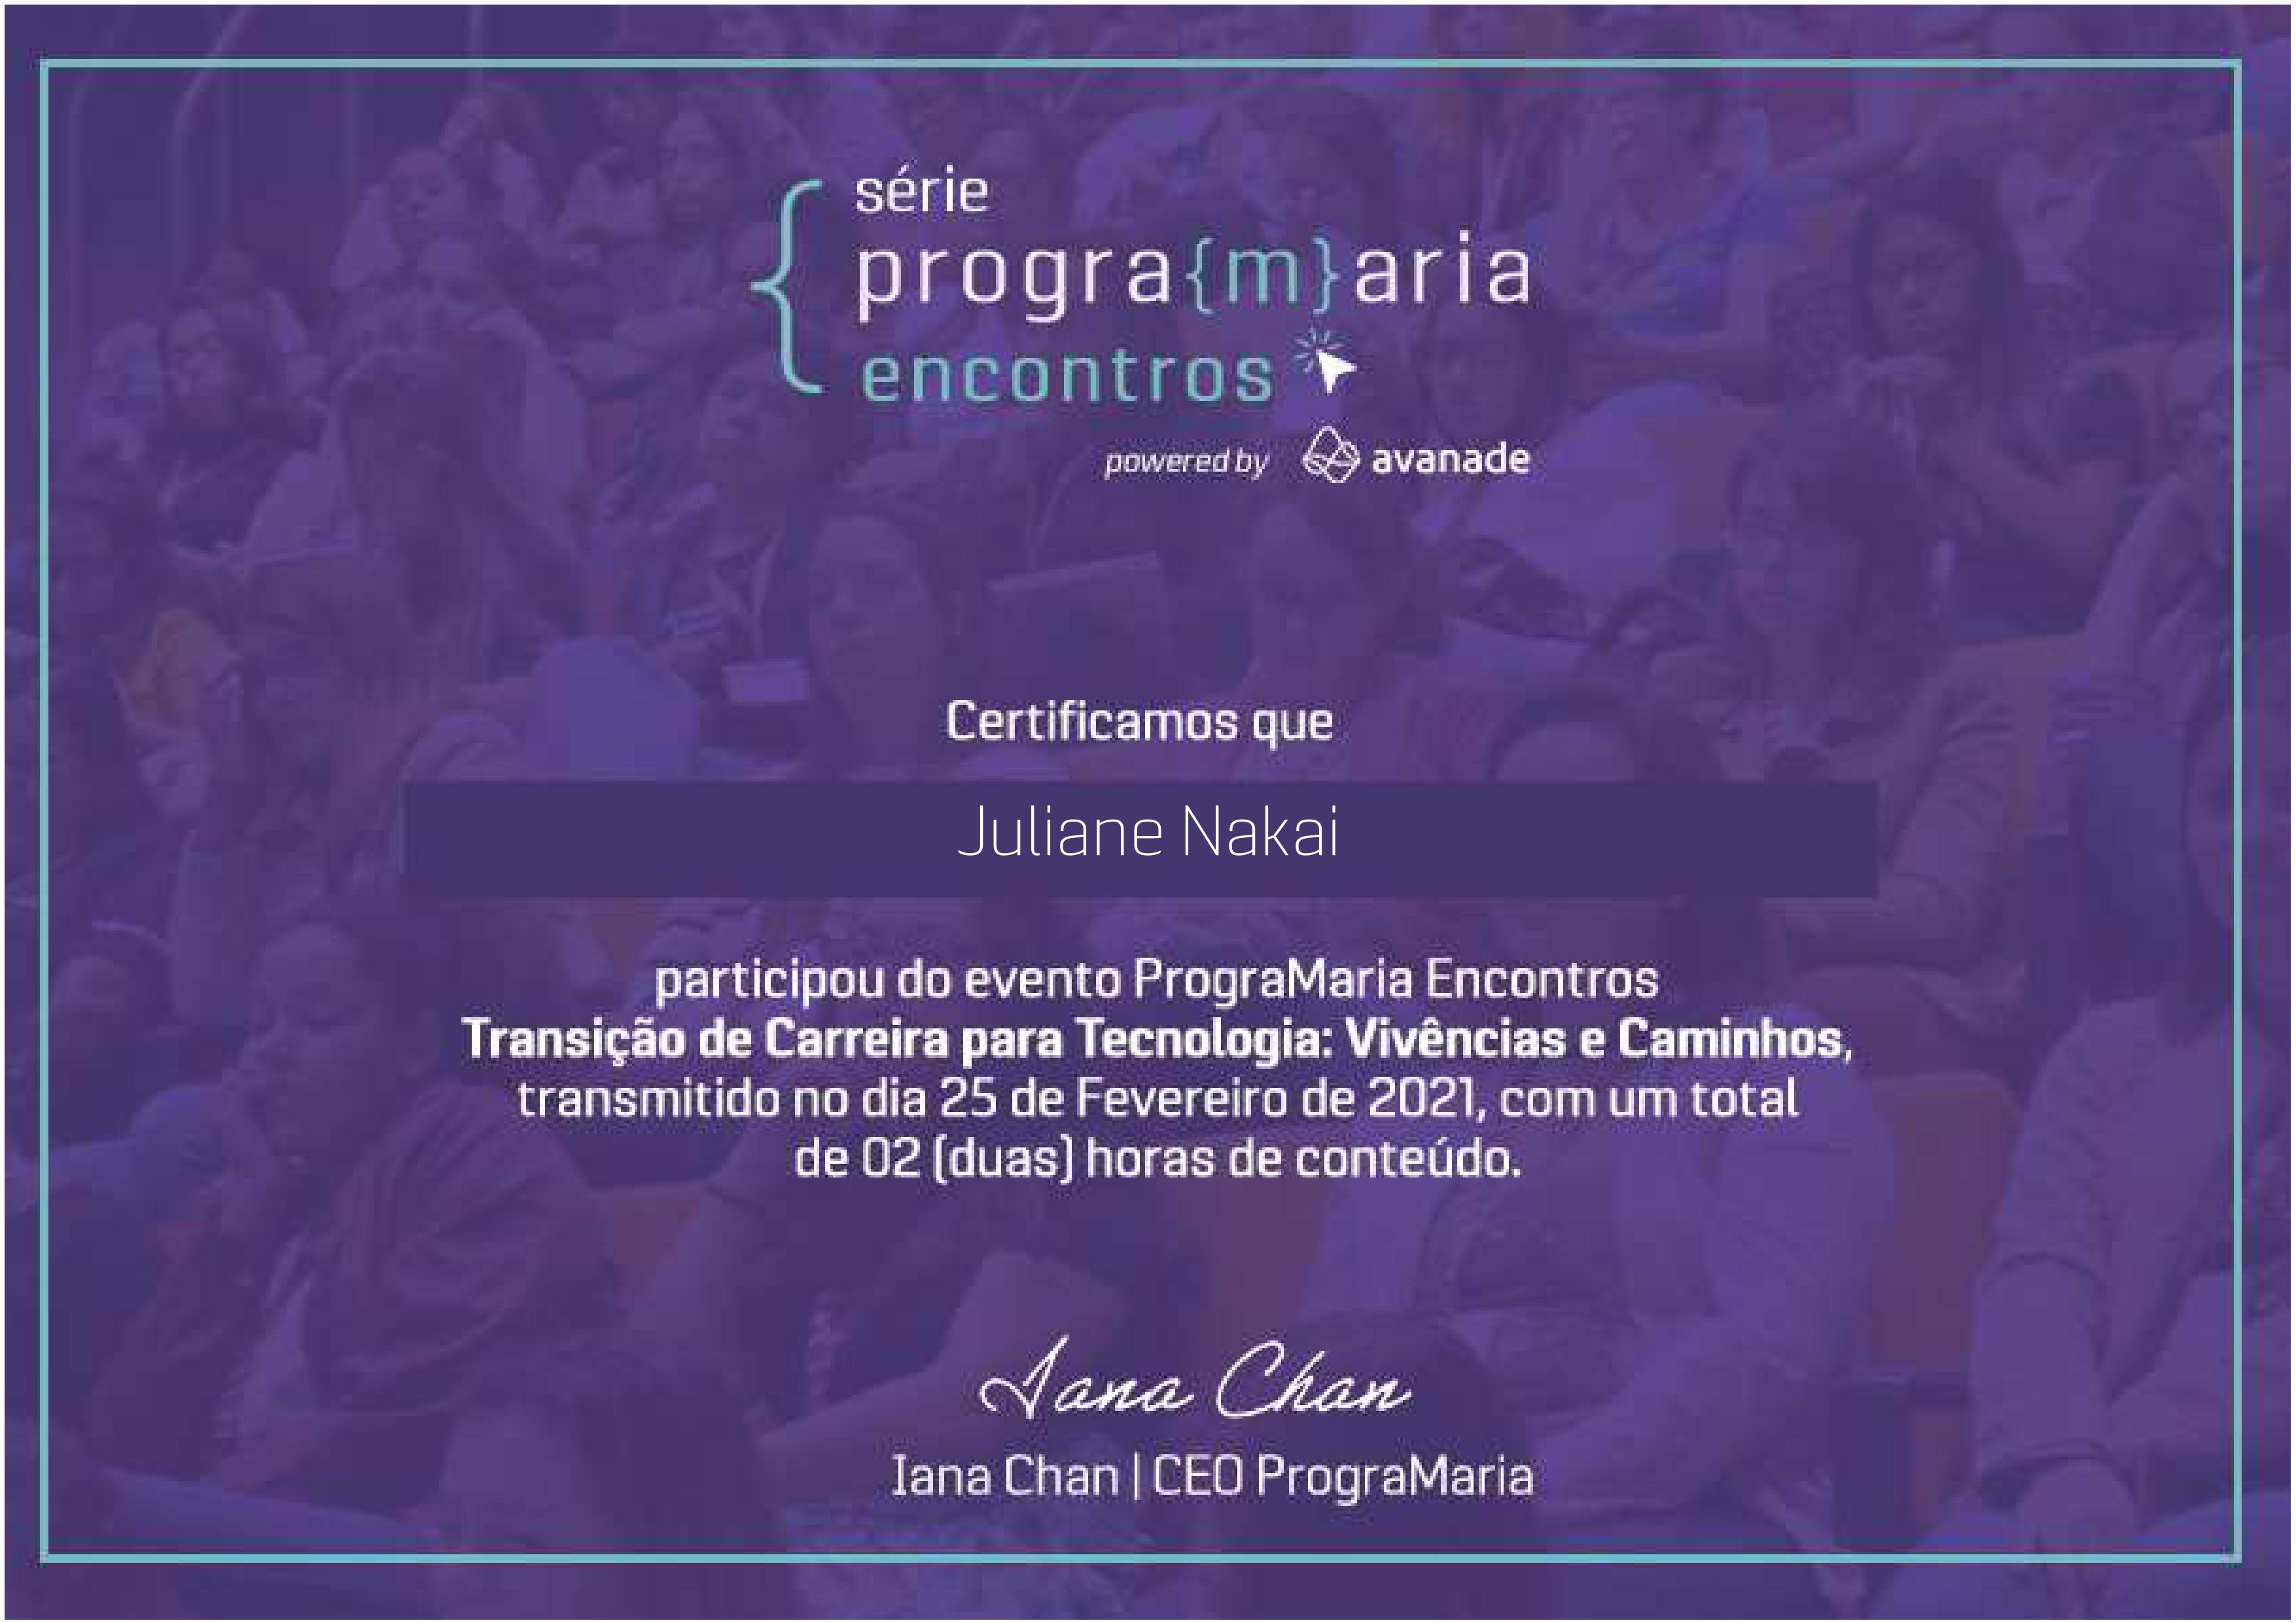 série
progra{m}aria
encontros
powered by avanade
Certificamos que
Juliane Nakai
participou do evento PrograMaria Encontros
Transição de Carreira para Tecnologia: Vivências e Caminhos,
transmitido no dia 25 de Fevereiro de 2021, com um total
de 02 (duas) horas de conteúdo.
Iana Chan
Iana Chan | CEO PrograMaria